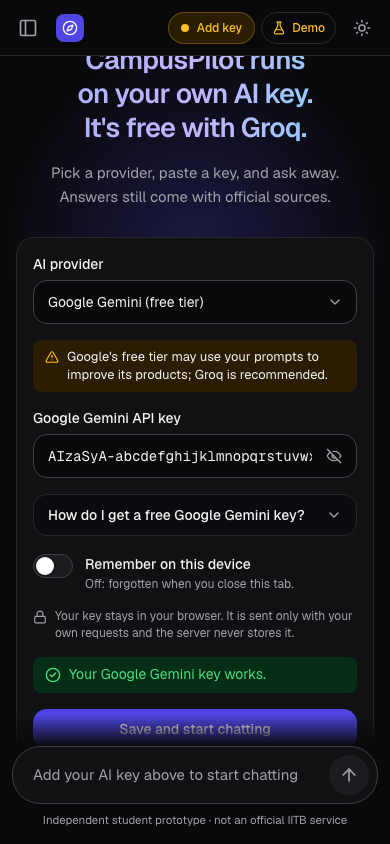 Add key
Demo
CampusPilot runs
on your own AI key.
It's free with Groq.
Pick a provider, paste a key, and ask away.
Answers still come with official sources.
AI provider
Google Gemini (free tier)
Google's free tier may use your prompts to
improve its products; Groq is recommended.
Google Gemini API key
AIzaSyA-abcdefghijklmnopqrstuvw
How do I get a free Google Gemini key?
Remember on this device
Off: forgotten when you close this tab.
Your key stays in your browser. It is sent only with your
own requests and the server never stores it.
Your Google Gemini key works.
Save and start chatting
Add your AI key above to start chatting
Independent student prototype · not an official IITB service